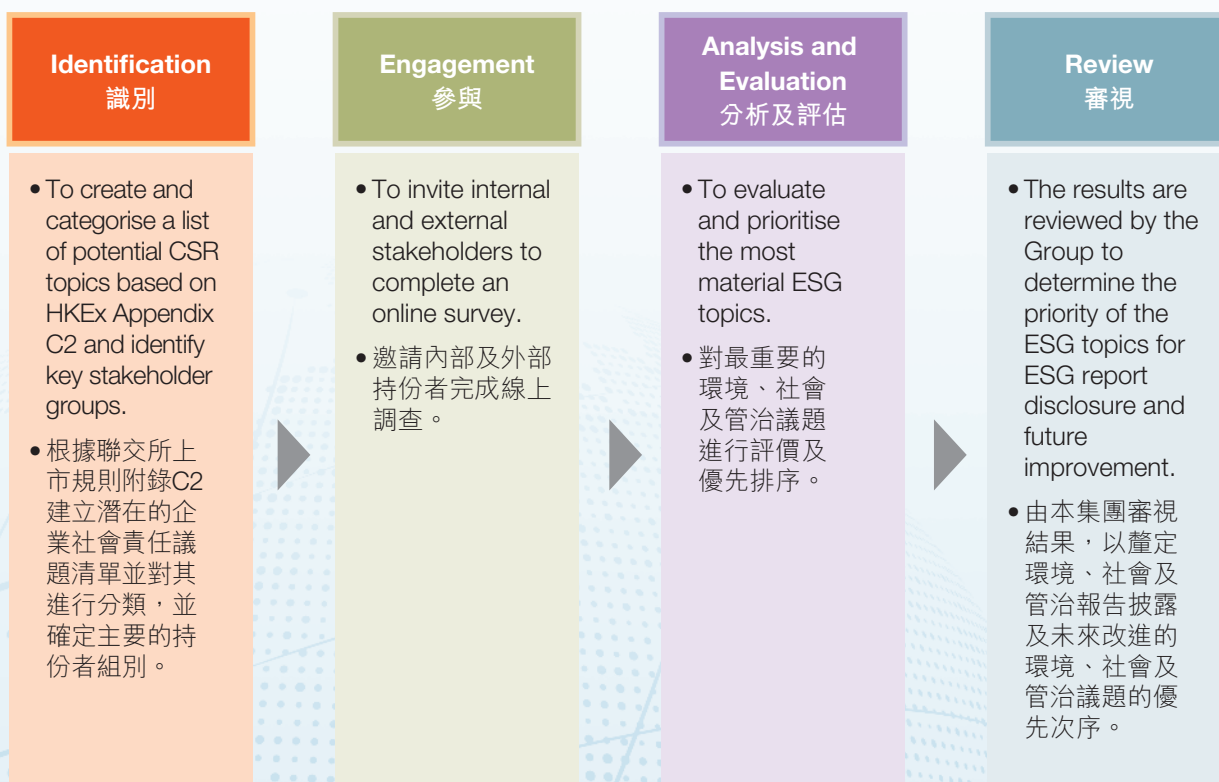 Identification
識別
• To create and
categorise a list
of potential CSR
topics based on
HKEx Appendix
C2 and identify
key stakeholder
groups.
• 根據聯交所上
市規則附錄C2
建立潛在的企
業社會責任議
題清單並對其
進行分類，並
確定主要的持
份者組別。
Engagement
參與
• To invite internal
and external
stakeholders to
complete an
online survey.
• 邀請內部及外部
持份者完成線上
調查。
Analysis and
Evaluation
分析及評估
• To evaluate
and prioritise
the most
material ESG
topics.
• 對最重要的
環境、社會
及管治議題
進行評價及
優先排序。
Review
審視
• The results are
reviewed by the
Group to
determine the
priority of the
ESG topics for
ESG report
disclosure and
future
improvement.
• 由本集團審視
結果，以釐定
環境、社會及
管治報告披露
及未來改進的
環境、社會及
管治議題的優
先次序。